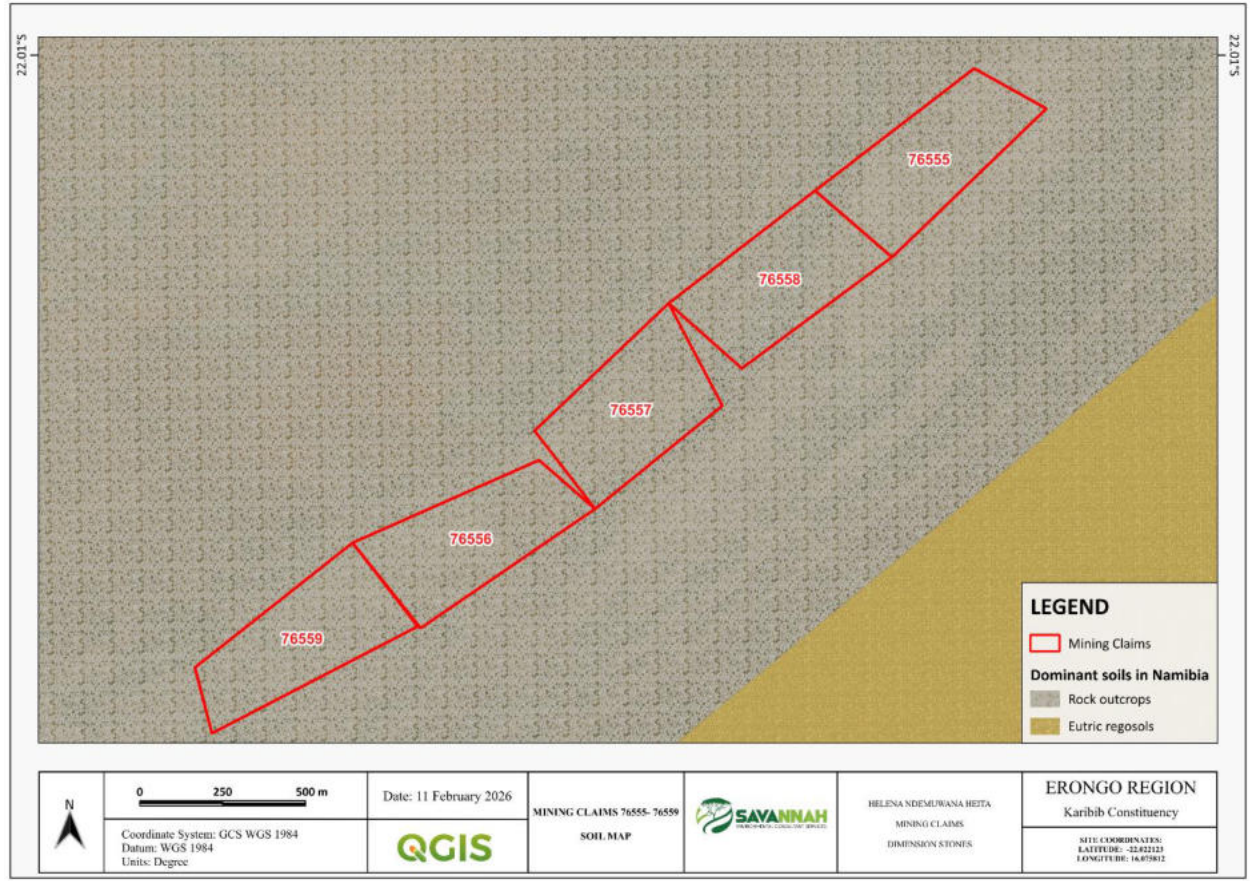 22.01°S
22.01°S
76555
76558
76557
76556
76559
LEGEND
Mining Claims
Dominant soils in Namibia
Rock outcrops
Eutric regosols
N
0 250 500 m
Coordinate System: GCS WGS 1984
Datum: WGS 1984
Units: Degree
Date: 11 February 2026
QGIS
MINING CLAIMS 76555- 76559
SOIL MAP
SAVANNAH
ENVIRONMENTAL CONSULTANT SERVICES
HELENA NDEMUWANA HEITA
MINING CLAIMS
DIMENSION STONES
ERONGO REGION
Karibib Constituency
SITE COORDINATES:
LATITUDE: -22.022123
LONGITUDE: 16.075812